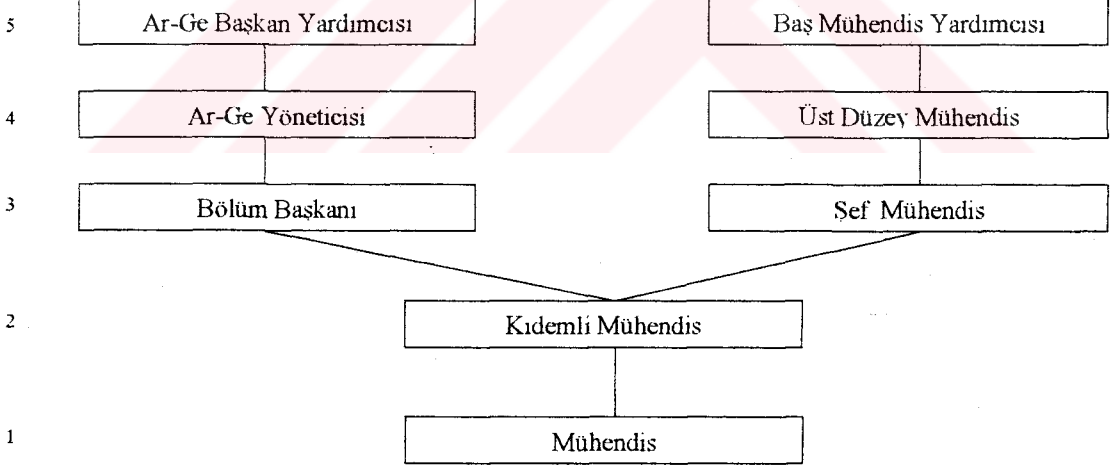 5 Ar-Ge Başkan Yardımcısı Baş Mühendis Yardımcısı
4 Ar-Ge Yöneticisi Üst Düzey Mühendis
3 Bölüm Başkanı Şef Mühendis
2 Kıdemli Mühendis
1 Mühendis